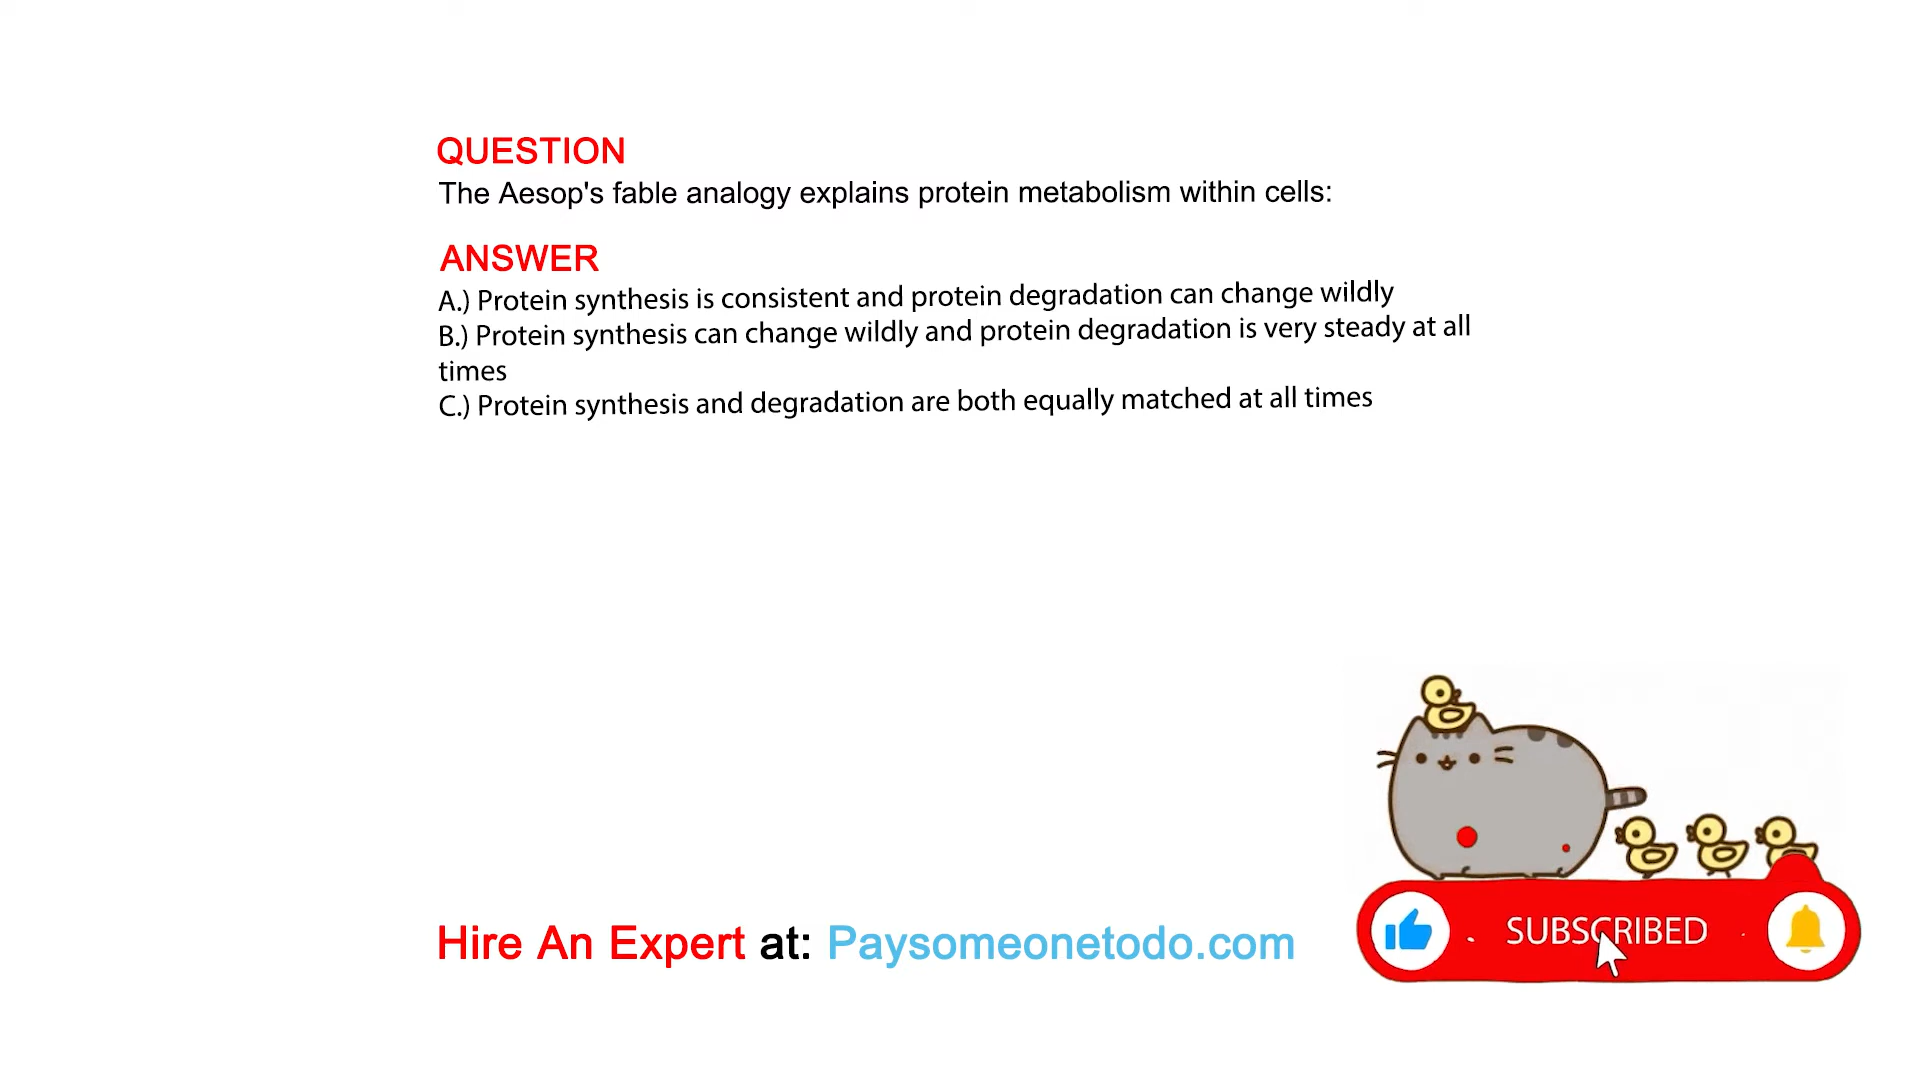 QUESTION
The Aesop's fable analogy explains protein metabolism within cells:
ANSWER
A.) Protein synthesis is consistent and protein degradation can change wildly
B.) Protein synthesis can change wildly and protein degradation is very steady at all
times
C.) Protein synthesis and degradation are both equally matched at all times
Hire An Expert at: Paysomeonetodo.com
SUBSCRIBED